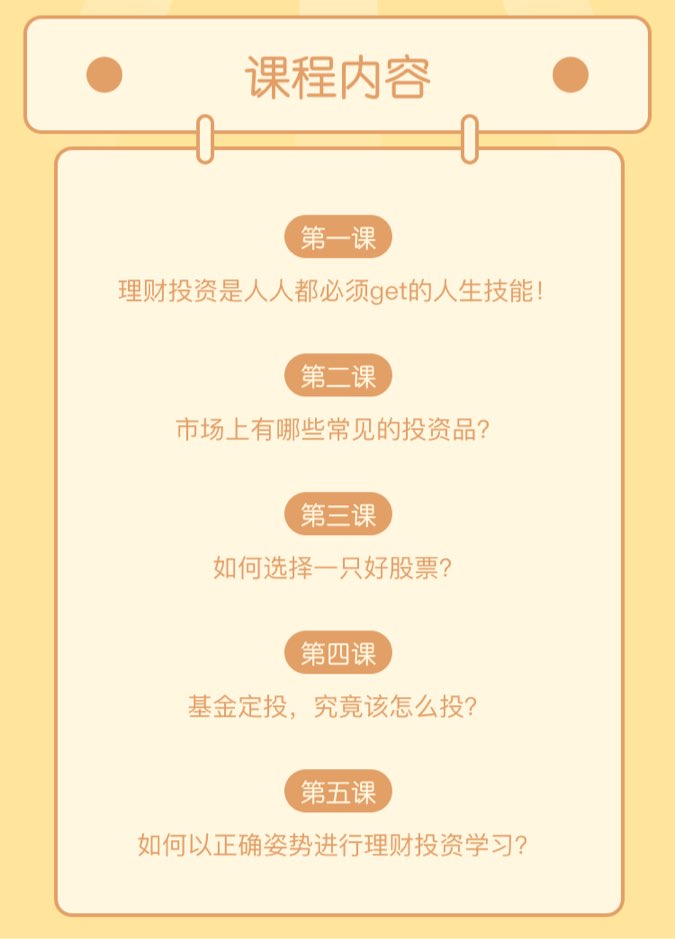 课程内容
第一课
理财投资是人人都必须get的人生技能！
第二课
市场上有哪些常见的投资品？
第三课
如何选择一只好股票？
第四课
基金定投，究竟该怎么投？
第五课
如何以正确姿势进行理财投资学习？